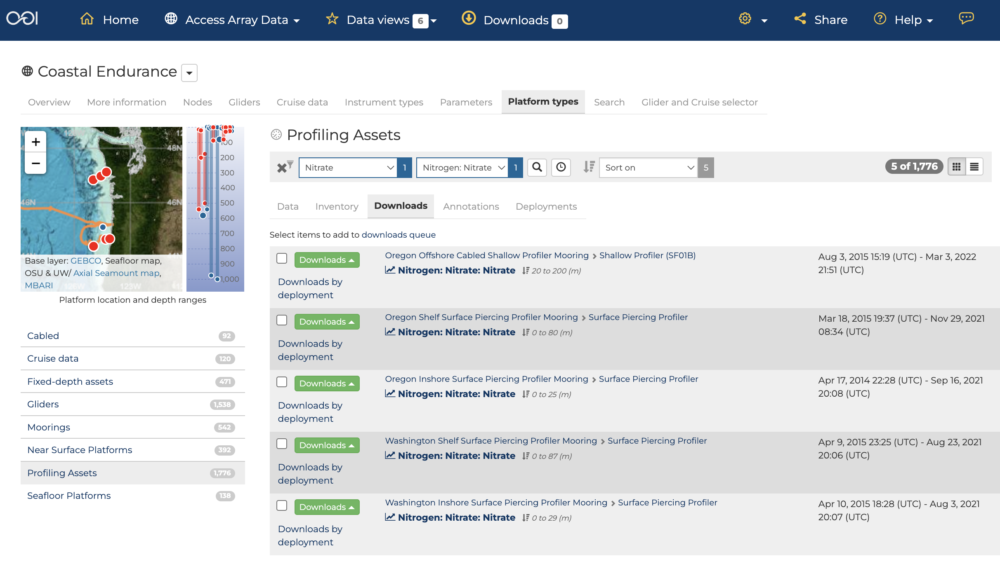 OOI Home Access Array Data Data views 6 Downloads 0 Share Help
Coastal Endurance
Overview More information Nodes Gliders Cruise data Instrument types Parameters Platform types Search Glider and Cruise selector
+
−
48N
46N
46N
Base layer: GEBCO, Seafloor map,
OSU & UW/ Axial Seamount map,
MBARI
126W 123W
100
200
300
400
500
600
700
800
900
1,000
Platform location and depth ranges
Cabled 92
Cruise data 120
Fixed-depth assets 471
Gliders 1,538
Moorings 542
Near Surface Platforms 392
Profiling Assets 1,776
Seafloor Platforms 138
Profiling Assets
Nitrate 1 Nitrogen: Nitrate 1 Sort on 5 5 of 1,776
Data Inventory Downloads Annotations Deployments
Select items to add to downloads queue
Downloads
Downloads by
deployment
Oregon Offshore Cabled Shallow Profiler Mooring > Shallow Profiler (SF01B)
Nitrogen: Nitrate: Nitrate 20 to 200 (m)
Aug 3, 2015 15:19 (UTC) - Mar 3, 2022
21:51 (UTC)
Downloads
Downloads by
deployment
Oregon Shelf Surface Piercing Profiler Mooring > Surface Piercing Profiler
Nitrogen: Nitrate: Nitrate 0 to 80 (m)
Mar 18, 2015 19:37 (UTC) - Nov 29, 2021
08:34 (UTC)
Downloads
Downloads by
deployment
Oregon Inshore Surface Piercing Profiler Mooring > Surface Piercing Profiler
Nitrogen: Nitrate: Nitrate 0 to 25 (m)
Apr 17, 2014 22:28 (UTC) - Sep 16, 2021
20:08 (UTC)
Downloads
Downloads by
deployment
Washington Shelf Surface Piercing Profiler Mooring > Surface Piercing Profiler
Nitrogen: Nitrate: Nitrate 0 to 87 (m)
Apr 9, 2015 23:25 (UTC) - Aug 23, 2021
20:06 (UTC)
Downloads
Downloads by
deployment
Washington Inshore Surface Piercing Profiler Mooring > Surface Piercing Profiler
Nitrogen: Nitrate: Nitrate 0 to 29 (m)
Apr 10, 2015 18:28 (UTC) - Aug 3, 2021
20:07 (UTC)